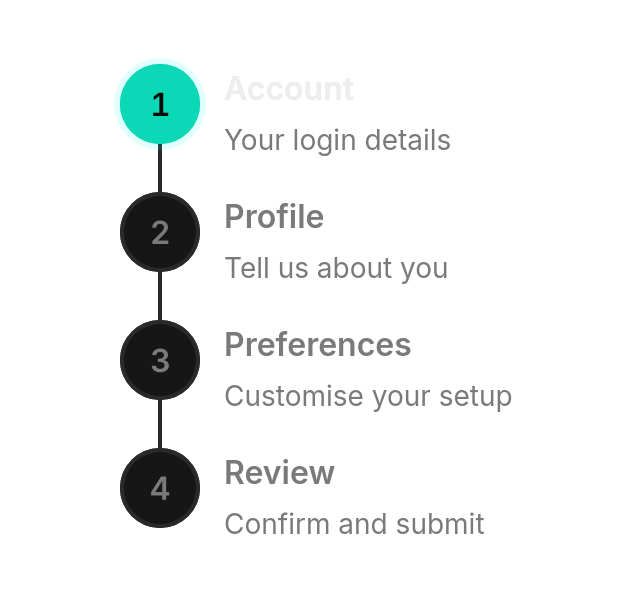 1
Account
Your login details
2
Profile
Tell us about you
3
Preferences
Customise your setup
4
Review
Confirm and submit